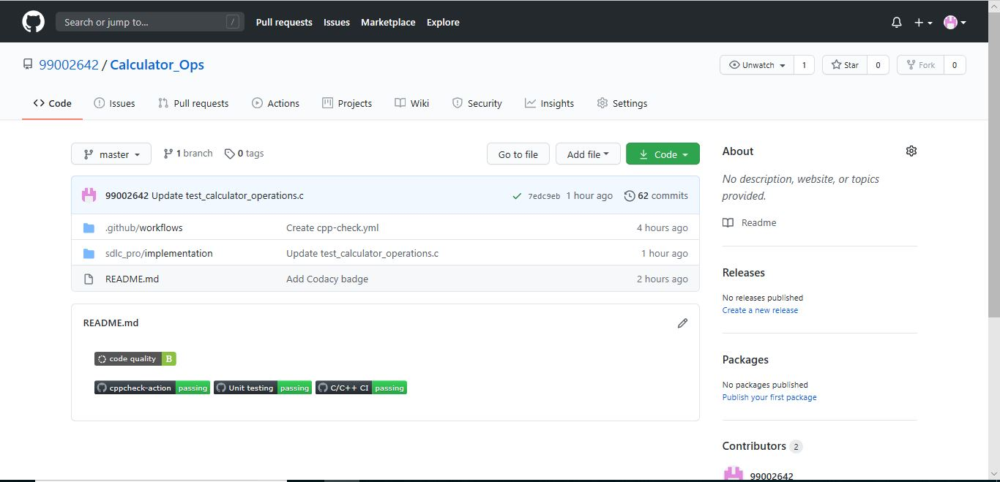 Search or jump to... / Pull requests Issues Marketplace Explore
99002642 / Calculator_Ops Unwatch 1 Star 0 Fork 0
Code Issues Pull requests Actions Projects Wiki Security Insights Settings
master 1 branch 0 tags Go to file Add file Code
99002642 Update test_calculator_operations.c 7edc9eb 1 hour ago 62 commits
.github/workflows Create cpp-check.yml 4 hours ago
sdlc_pro/implementation Update test_calculator_operations.c 1 hour ago
README.md Add Codacy badge 2 hours ago
README.md
code quality B
cppcheck-action passing Unit testing passing C/C++ CI passing
About
No description, website, or topics
provided.
Readme
Releases
No releases published
Create a new release
Packages
No packages published
Publish your first package
Contributors 2
99002642